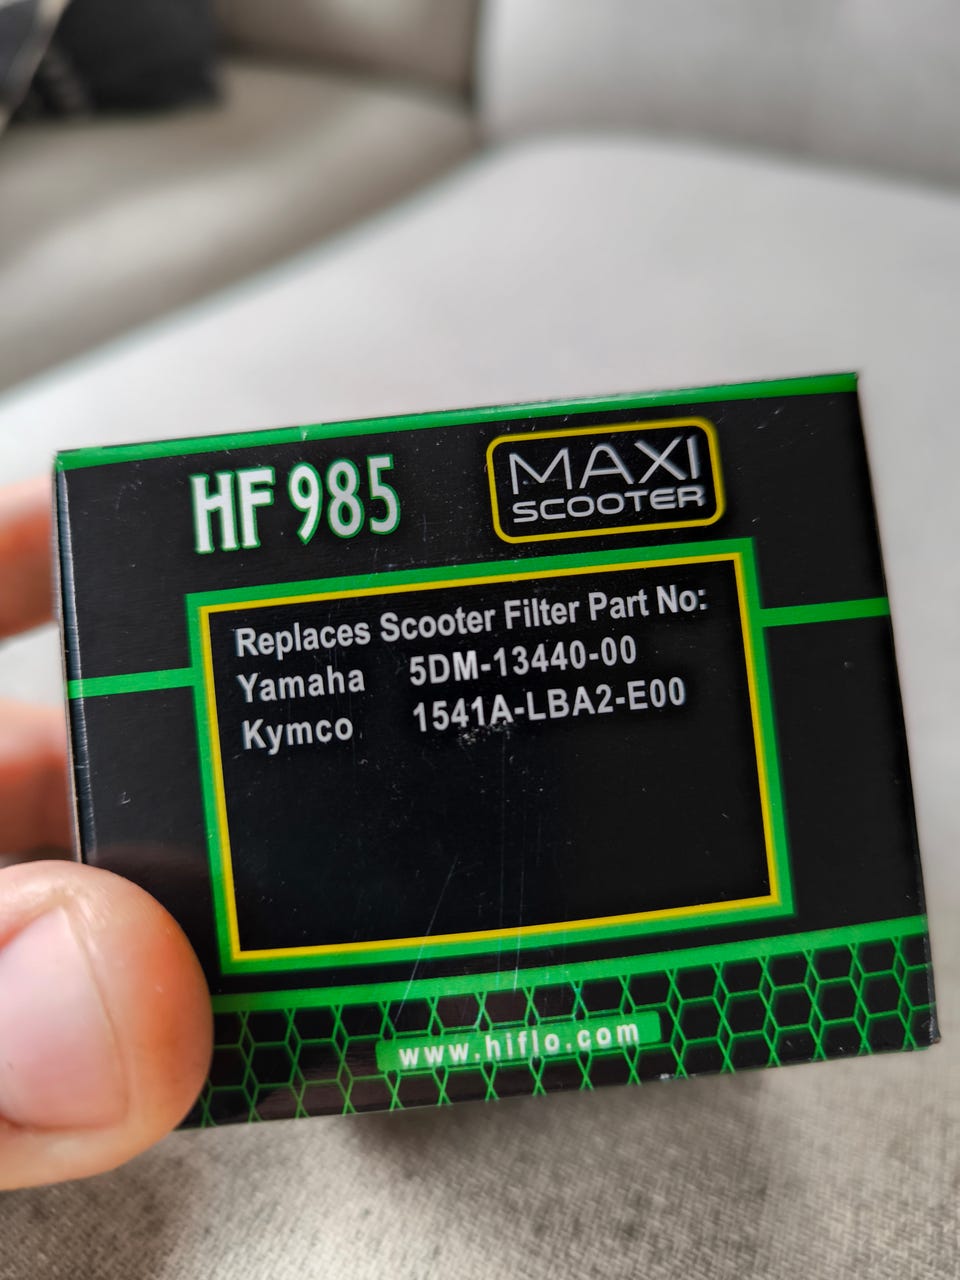 HF 985
MAXI
SCOOTER
Replaces Scooter Filter Part No:
Yamaha 5DM-13440-00
Kymco 1541A-LBA2-E00
www.hiflo.com